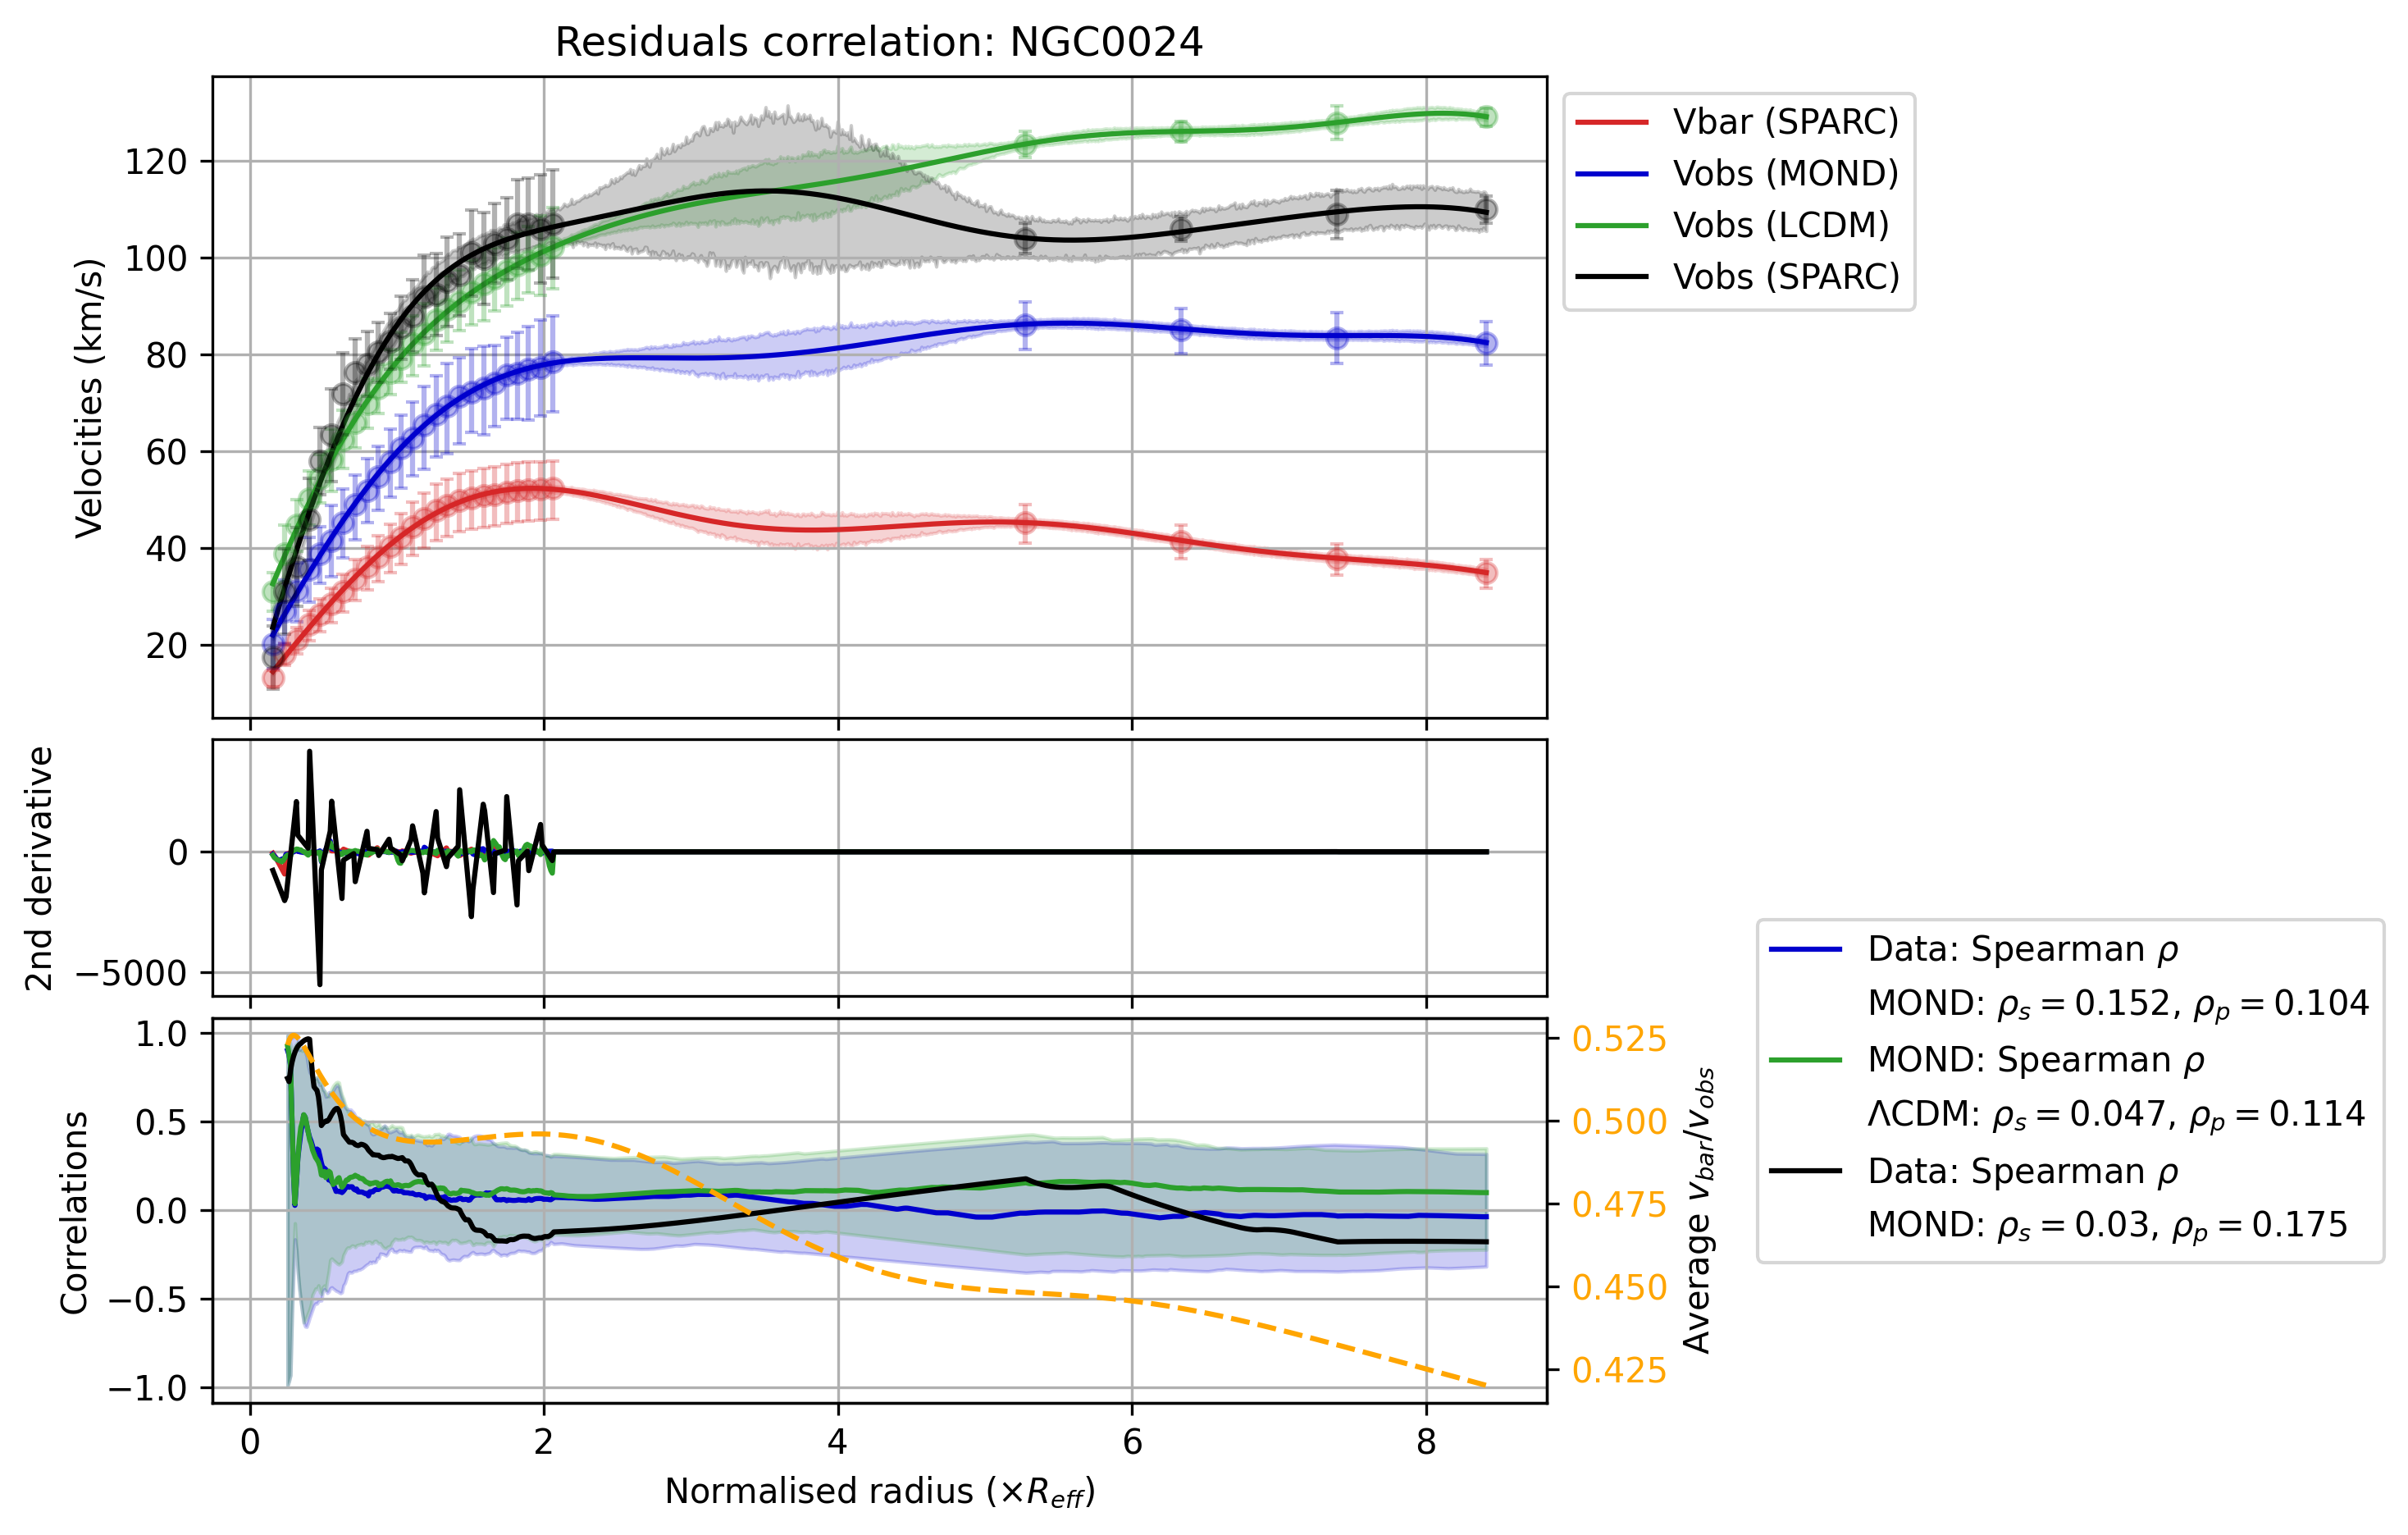 Residuals correlation: NGC0024
Velocities (km/s)
120
100
80
60
40
20
Vbar (SPARC)
Vobs (MOND)
Vobs (LCDM)
Vobs (SPARC)
2nd derivative
0
−5000
Correlations
1.0
0.5
0.0
−0.5
−1.0
0.525
0.500
0.475
0.450
0.425
Average v_bar/v_obs
Data: Spearman ρ
MOND: ρ_s = 0.152, ρ_p = 0.104
MOND: Spearman ρ
ΛCDM: ρ_s = 0.047, ρ_p = 0.114
Data: Spearman ρ
MOND: ρ_s = 0.03, ρ_p = 0.175
0 2 4 6 8
Normalised radius (×R_eff)